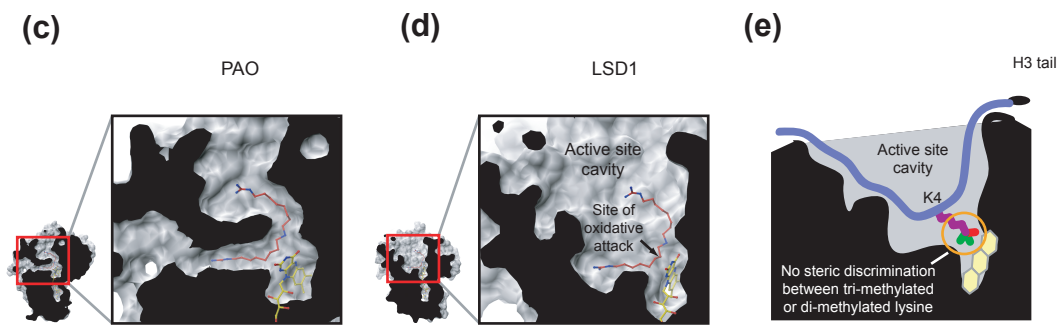 (c)
PAO
(d)
LSD1
Active site
cavity
Site of
oxidative
attack
(e)
H3 tail
Active site
cavity
K4
No steric discrimination
between tri-methylated
or di-methylated lysine